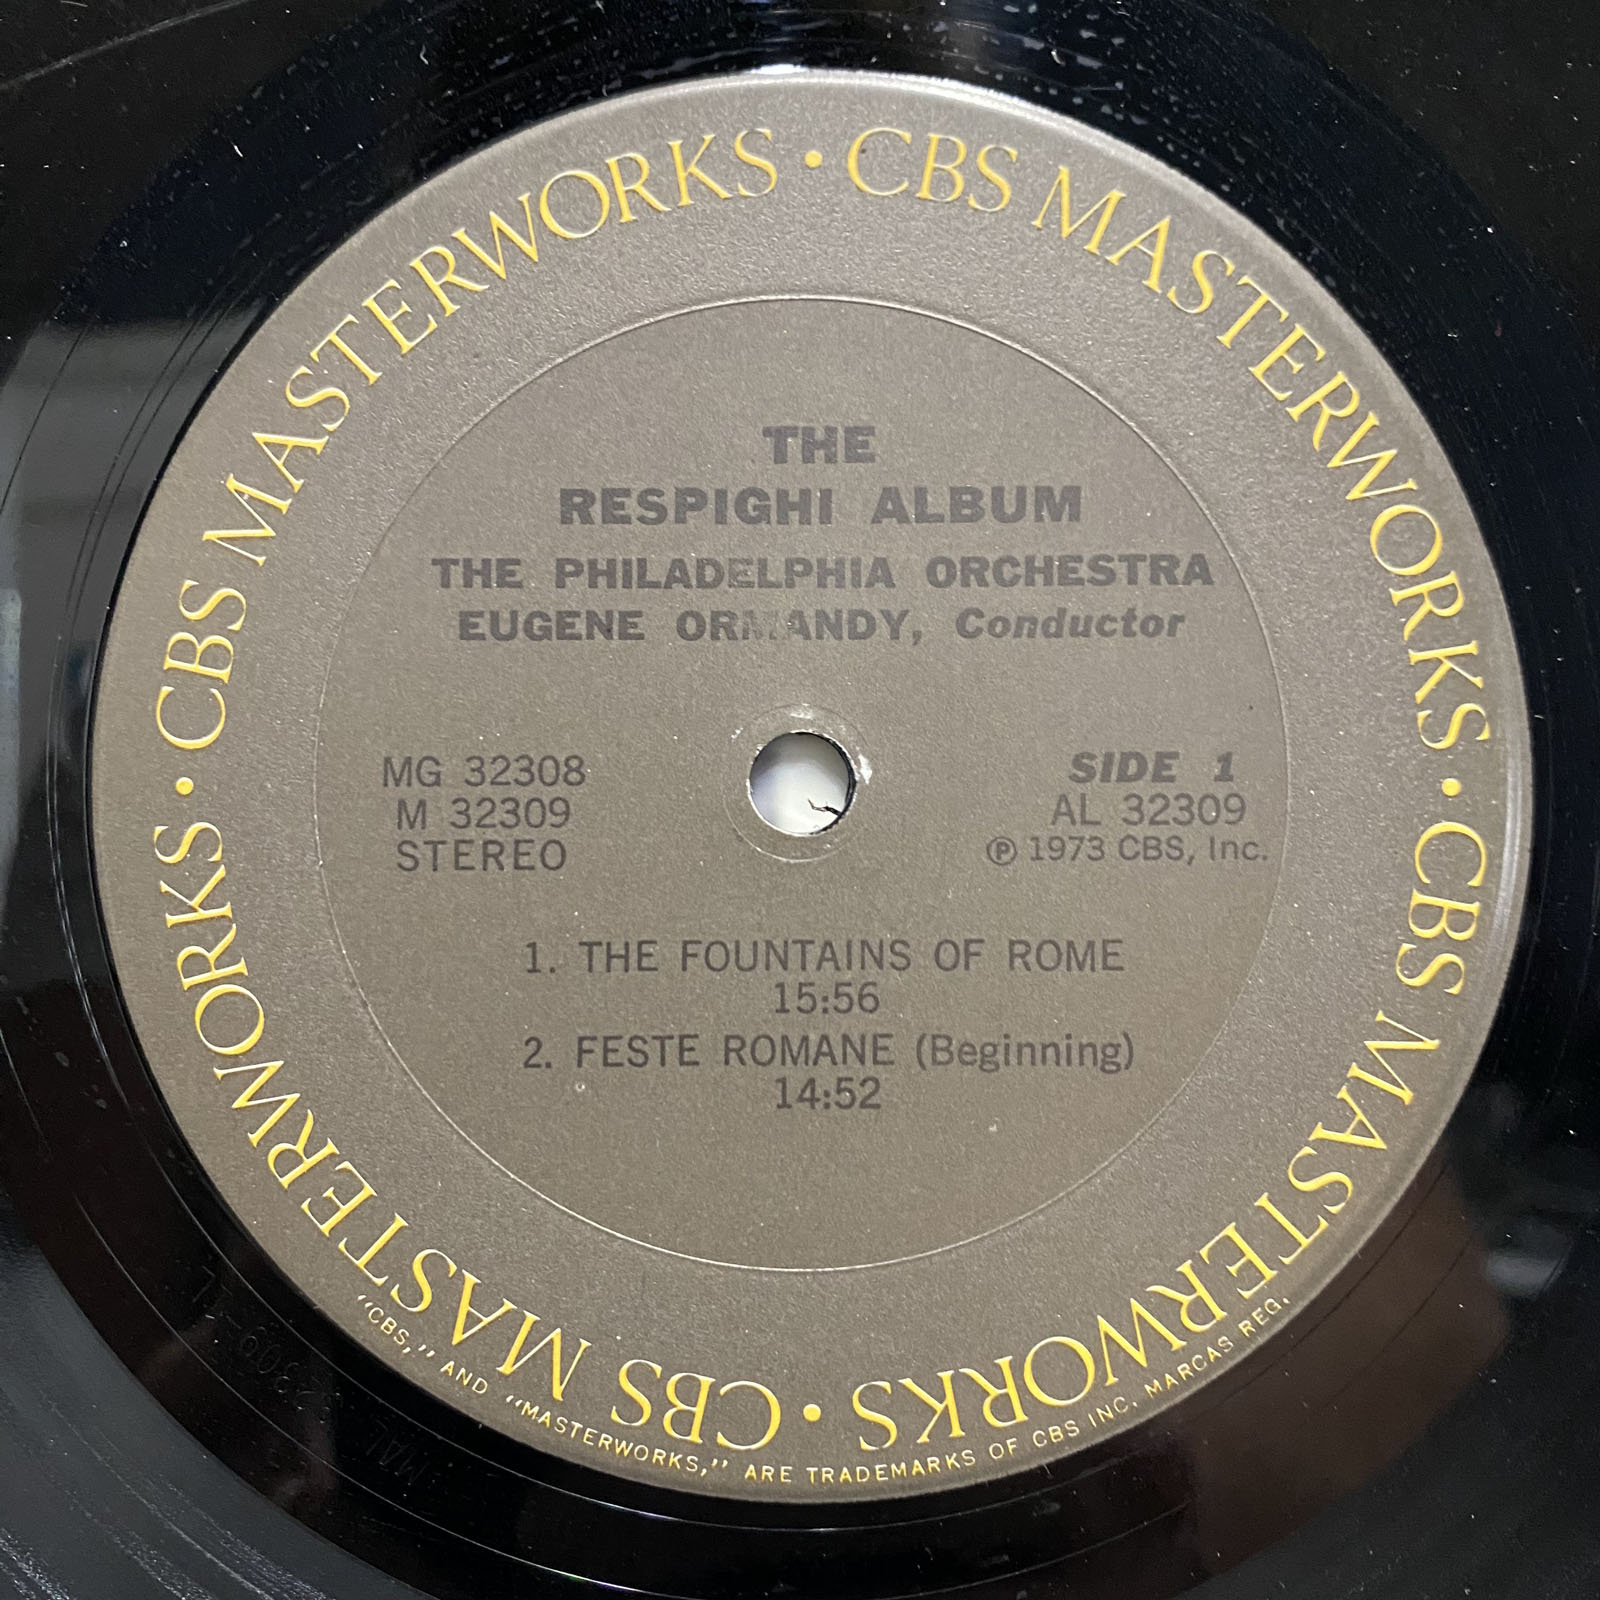 CBS MASTERWORKS • CBS MASTERWORKS • CBS MASTERWORKS • CBS MASTERWORKS •
THE
RESPIGHI ALBUM
THE PHILADELPHIA ORCHESTRA
EUGENE ORMANDY, Conductor
MG 32308
M 32309
STEREO
SIDE 1
AL 32309
Ⓟ 1973 CBS, Inc.
1. THE FOUNTAINS OF ROME
15:56
2. FESTE ROMANE (Beginning)
14:52
"CBS," AND "MASTERWORKS," ARE TRADEMARKS OF CBS INC. MARCAS REG.